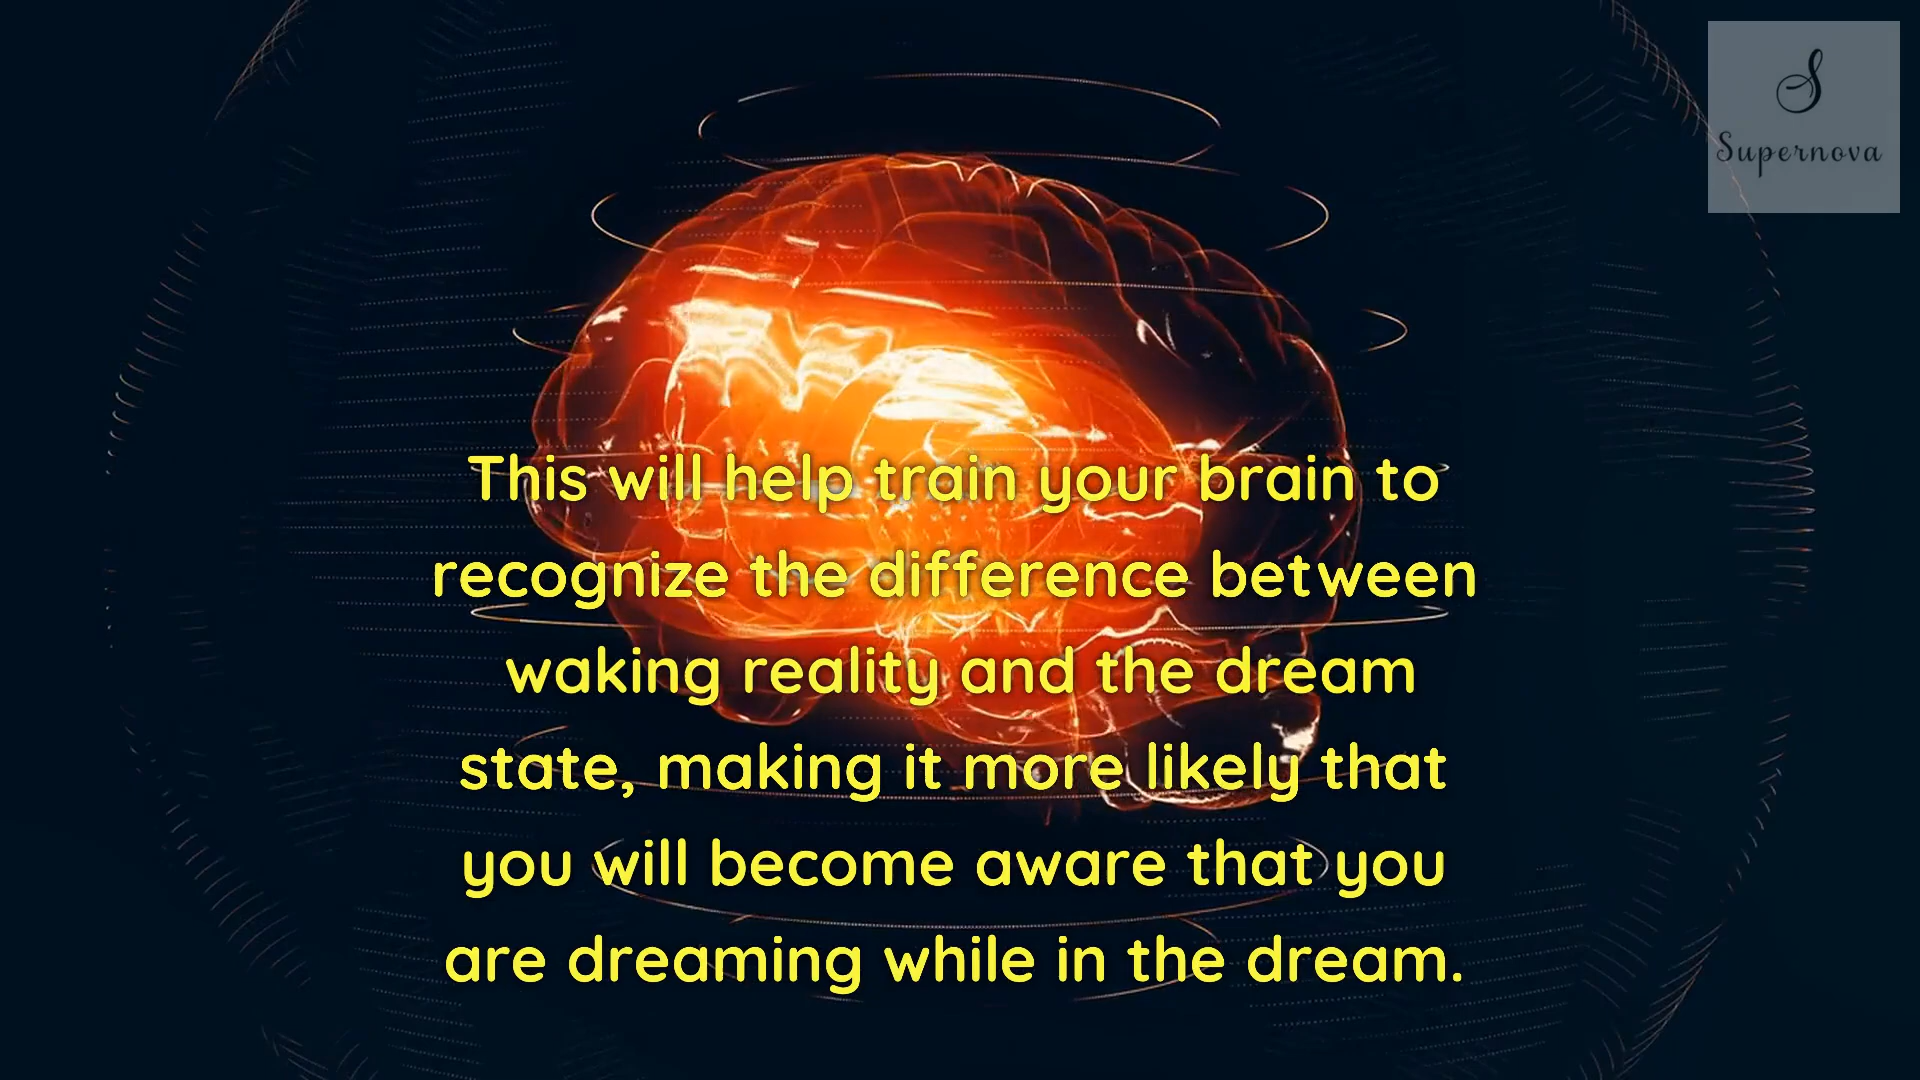 S
Supernova
This will help train your brain to
recognize the difference between
waking reality and the dream
state, making it more likely that
you will become aware that you
are dreaming while in the dream.